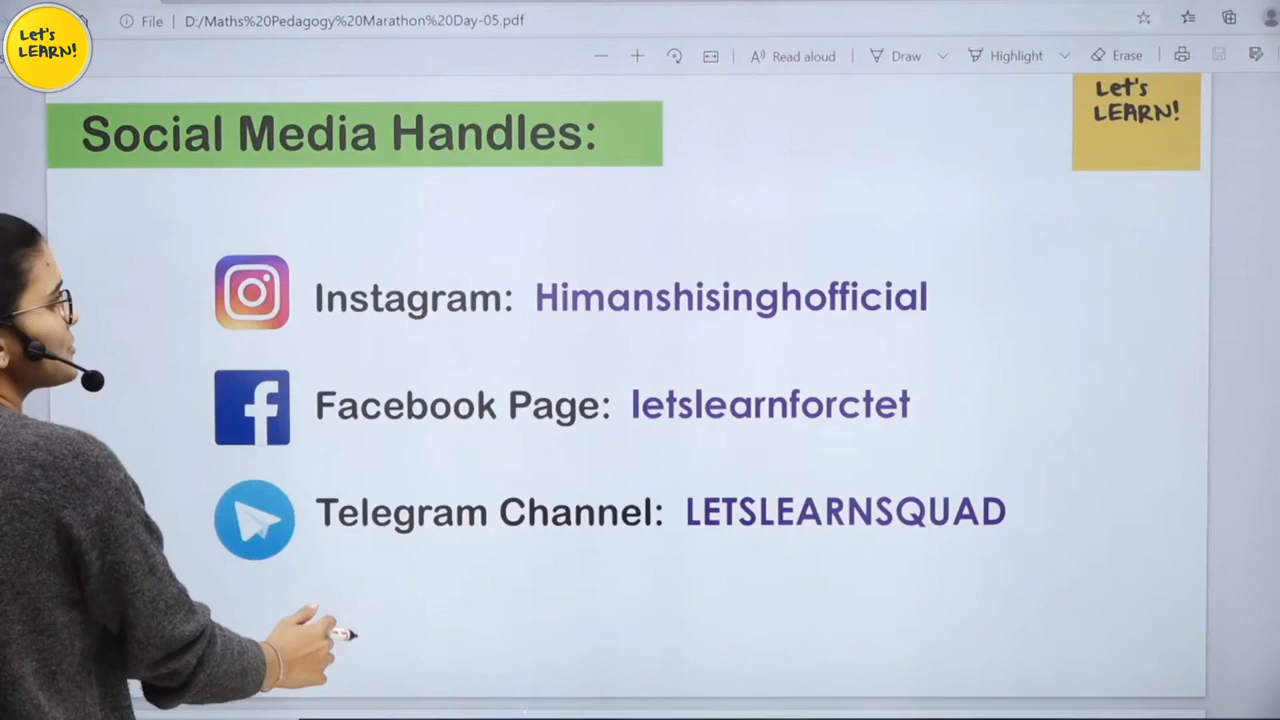 Let's
LEARN!
File | D:/Maths%20Pedagogy%20Marathon%20Day-05.pdf
Read aloud
Draw
Highlight
Erase
Let's
LEARN!
Social Media Handles:
Instagram: Himanshisinghofficial
Facebook Page: letslearnforctet
Telegram Channel: LETSLEARNSQUAD